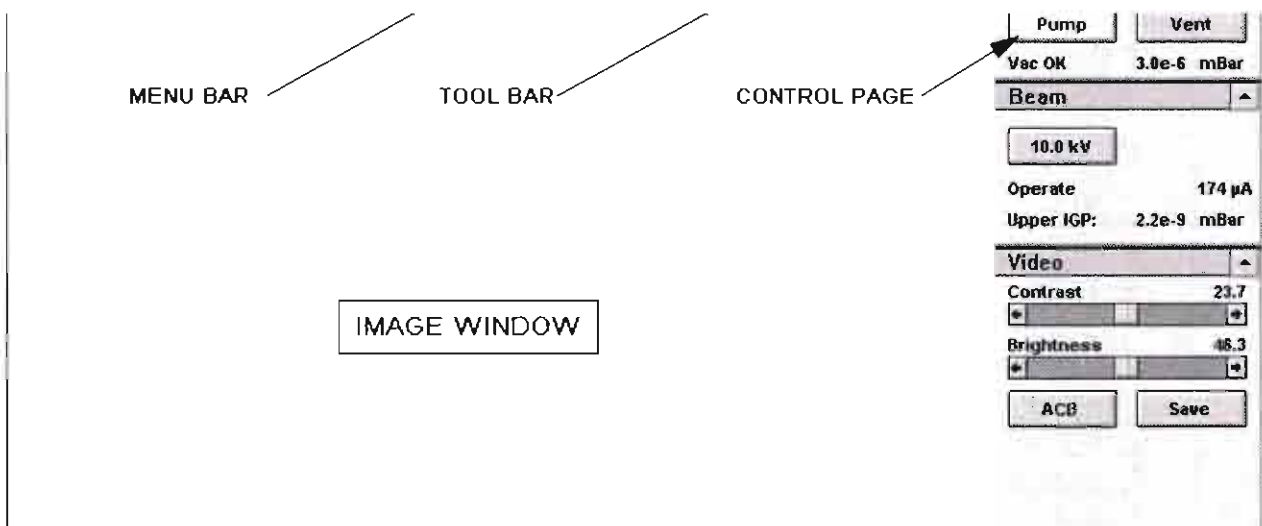 Pump Vent
Vac OK 3.0e-6 mBar
MENU BAR TOOL BAR CONTROL PAGE
Beam
10.0 kV
Operate 174 µA
Upper IGP: 2.2e-9 mBar
Video
Contrast 23.7
IMAGE WINDOW
Brightness 46.3
ACB Save